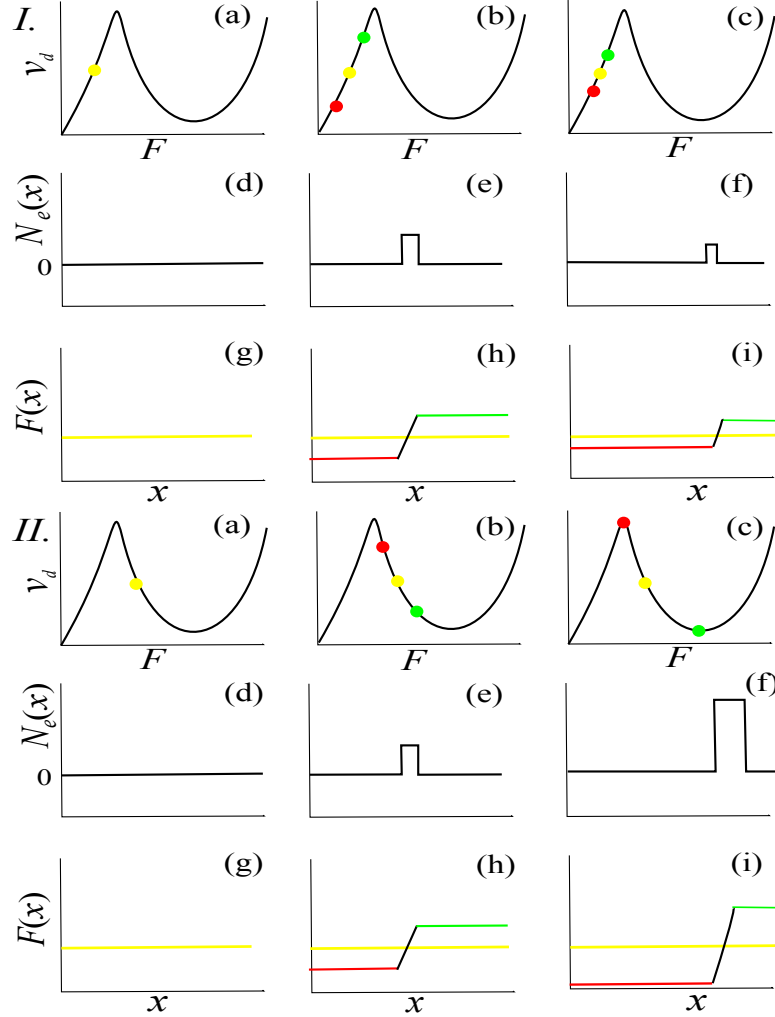 I.
(a) (b) (c)
v_d
F F F
(d) (e) (f)
N_e(x)
0
(g) (h) (i)
F(x)
x x x
II.
(a) (b) (c)
v_d
F F F
(d) (e) (f)
N_e(x)
0
(g) (h) (i)
F(x)
x x x